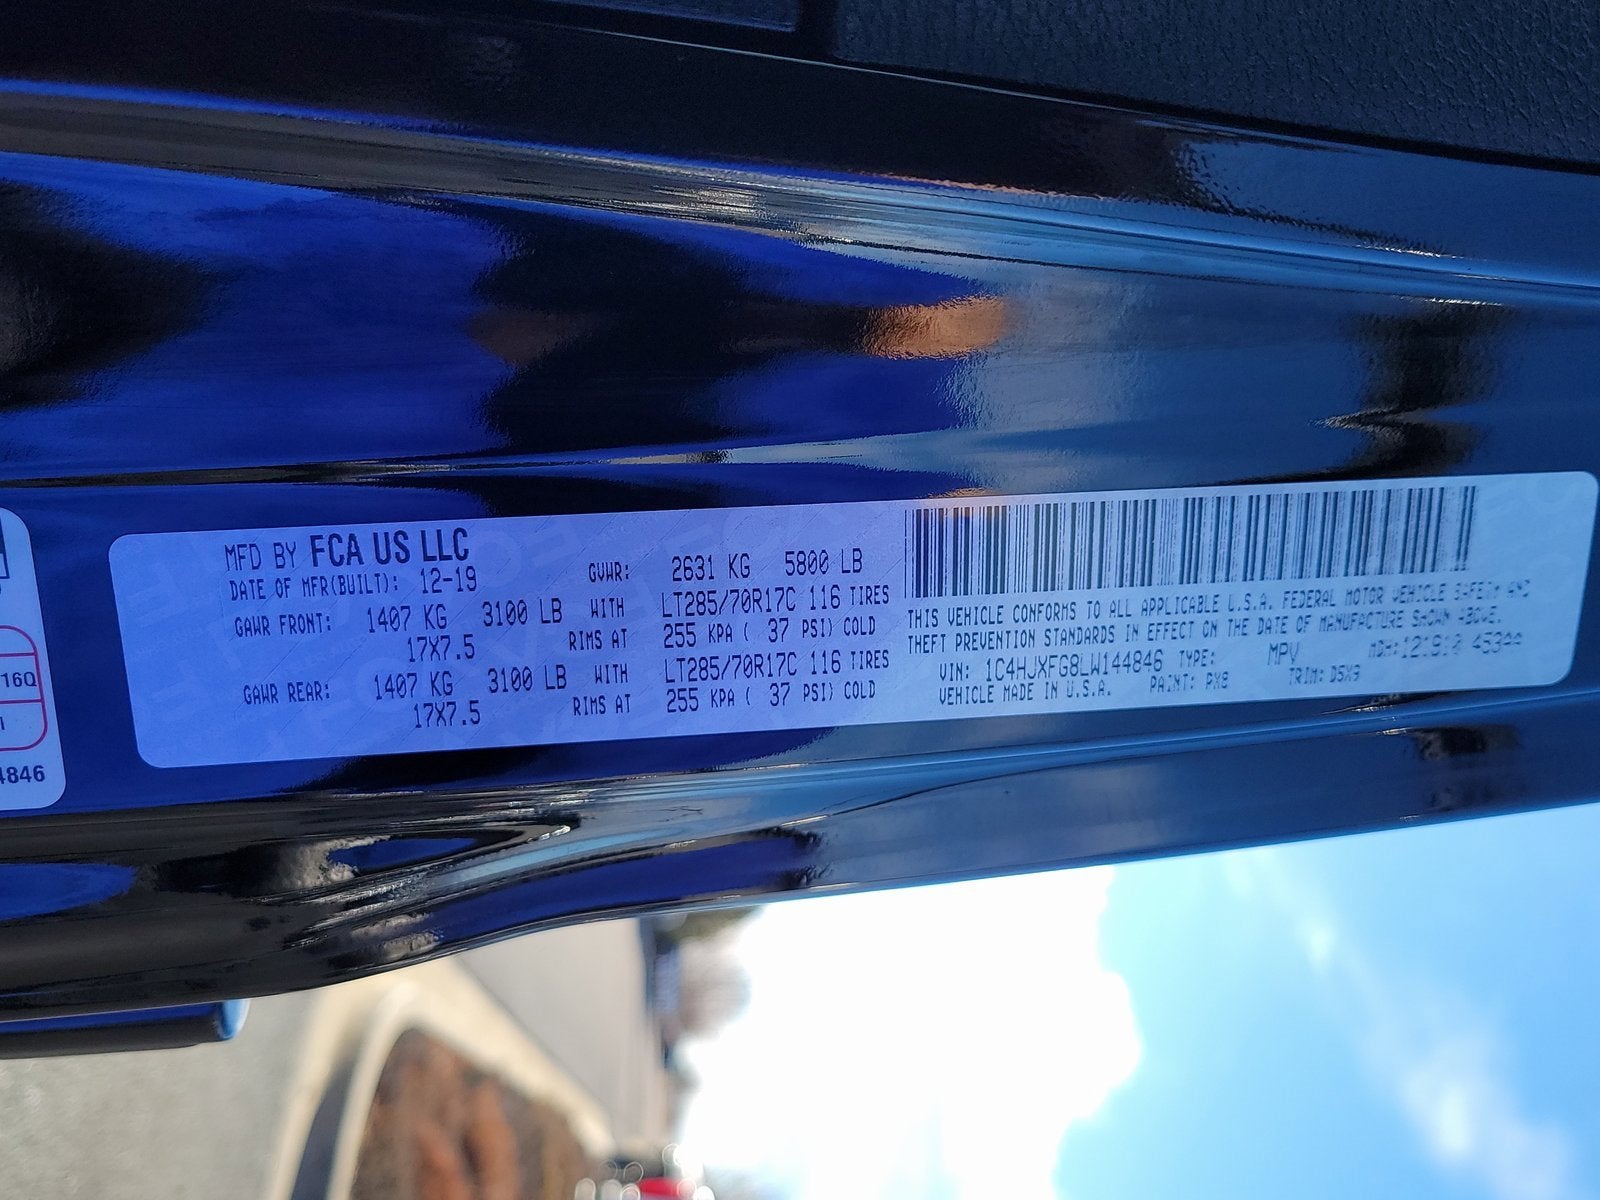 MFD BY FCA US LLC
DATE OF MFR(BUILT): 12-19
GVWR: 2631 KG 5800 LB
GAWR FRONT: 1407 KG 3100 LB WITH LT285/70R17C 116 TIRES
17X7.5 RIMS AT 255 KPA ( 37 PSI) COLD
GAWR REAR: 1407 KG 3100 LB WITH LT285/70R17C 116 TIRES
17X7.5 RIMS AT 255 KPA ( 37 PSI) COLD
THIS VEHICLE CONFORMS TO ALL APPLICABLE U.S.A. FEDERAL MOTOR VEHICLE SAFETY AND
THEFT PREVENTION STANDARDS IN EFFECT ON THE DATE OF MANUFACTURE SHOWN ABOVE.
VIN: 1C4HJXFG8LW144846 TYPE: MPV MDH:
VEHICLE MADE IN U.S.A. PAINT: PX8 TRIM:
160
4846